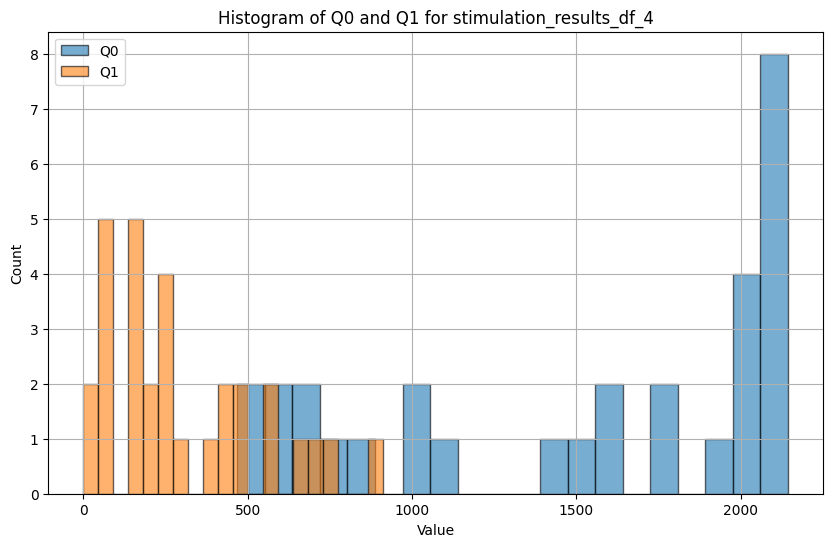 Histogram of Q0 and Q1 for stimulation_results_df_4
Q0
Q1
8
7
6
5
4
3
2
1
0
Count
0 500 1000 1500 2000
Value